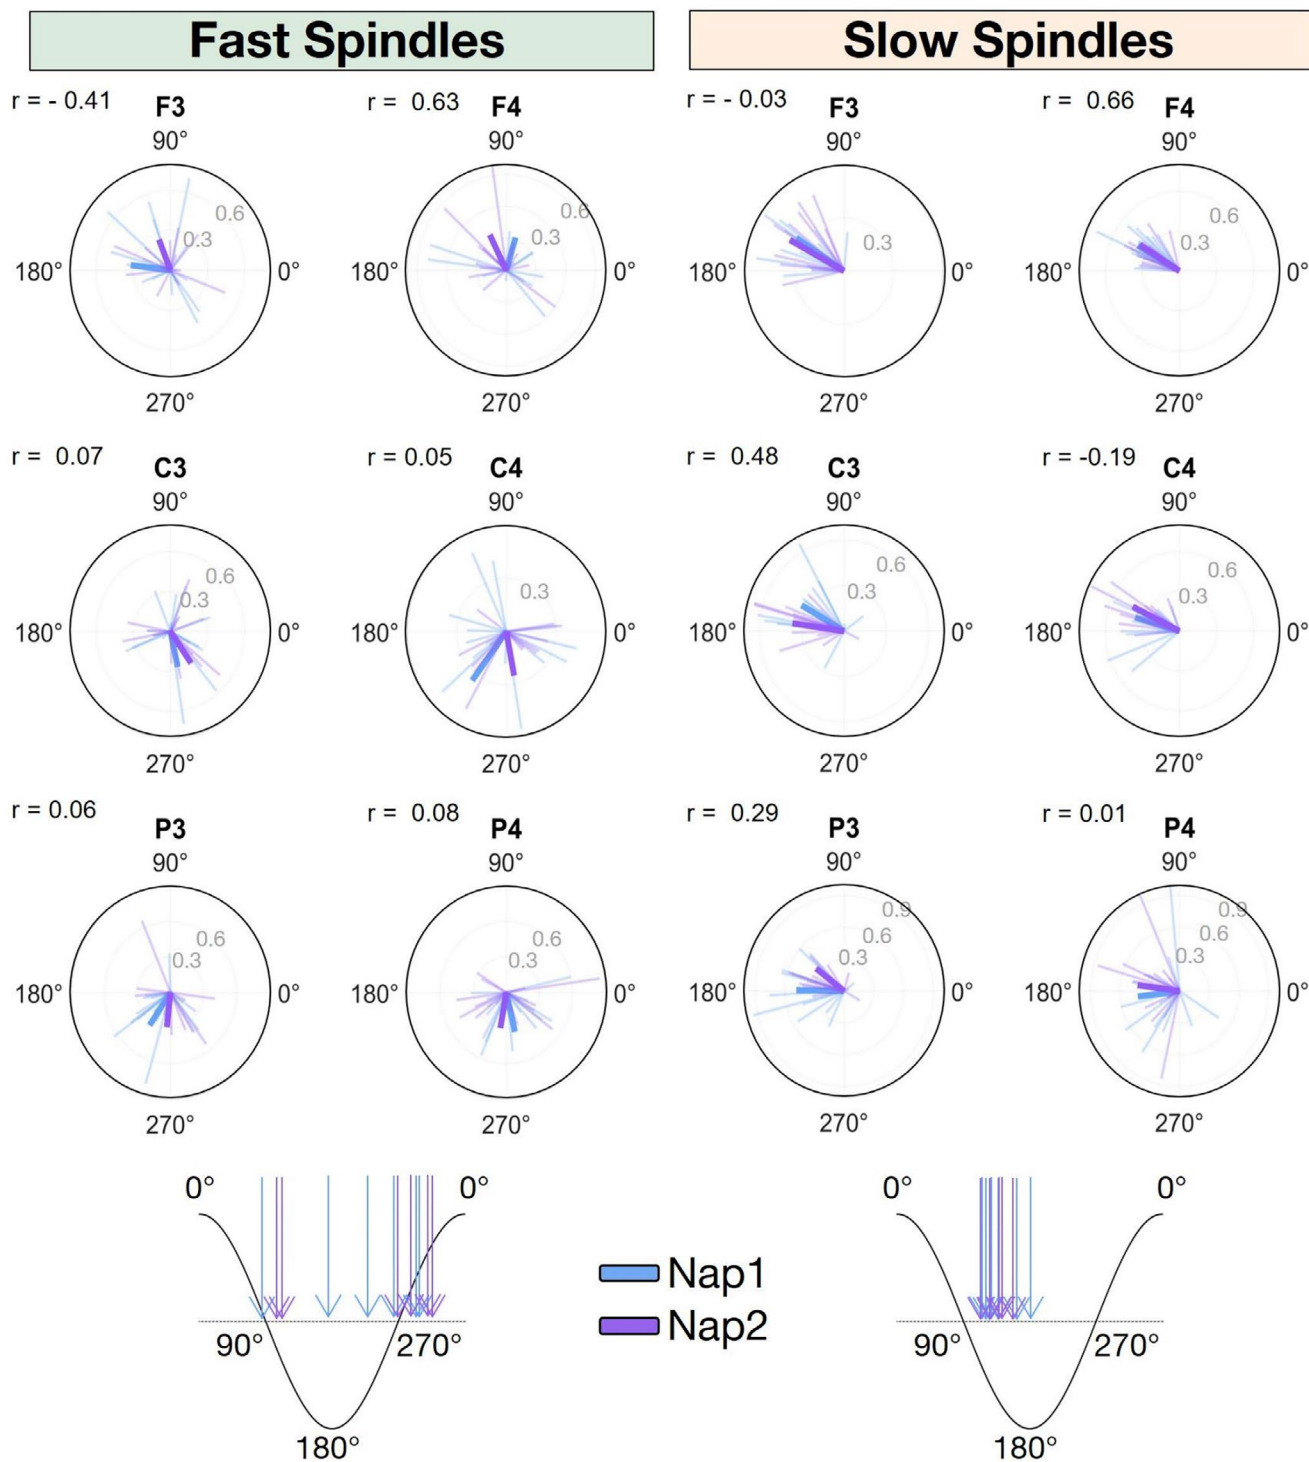 Fast Spindles Slow Spindles
r = - 0.41 F3 r = 0.63 F4 r = - 0.03 F3 r = 0.66 F4
90° 90° 90° 90°
0.6 0.6 0.6
0.3 0.3 0.3 0.3
180° 0° 180° 0° 180° 0° 180° 0°
270° 270° 270° 270°
r = 0.07 C3 r = 0.05 C4 r = 0.48 C3 r = -0.19 C4
90° 90° 90° 90°
0.6 0.6 0.6
0.3 0.3 0.3 0.3
180° 0° 180° 0° 180° 0° 180° 0°
270° 270° 270° 270°
r = 0.06 P3 r = 0.08 P4 r = 0.29 P3 r = 0.01 P4
90° 90° 90° 90°
0.9 0.9
0.6 0.6 0.6 0.6
0.3 0.3 0.3 0.3
180° 0° 180° 0° 180° 0° 180° 0°
270° 270° 270° 270°
0° 0° 0° 0°
Nap1
Nap2
90° 270° 90° 270°
180° 180°